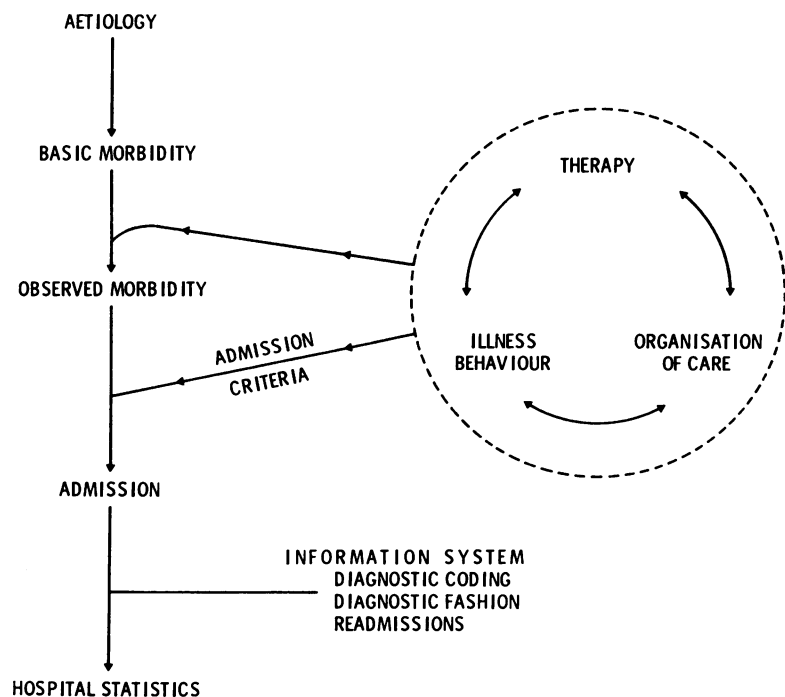 AETIOLOGY
BASIC MORBIDITY
THERAPY
OBSERVED MORBIDITY
ILLNESS
BEHAVIOUR
ORGANISATION
OF CARE
ADMISSION
CRITERIA
ADMISSION
INFORMATION SYSTEM
DIAGNOSTIC CODING
DIAGNOSTIC FASHION
READMISSIONS
HOSPITAL STATISTICS